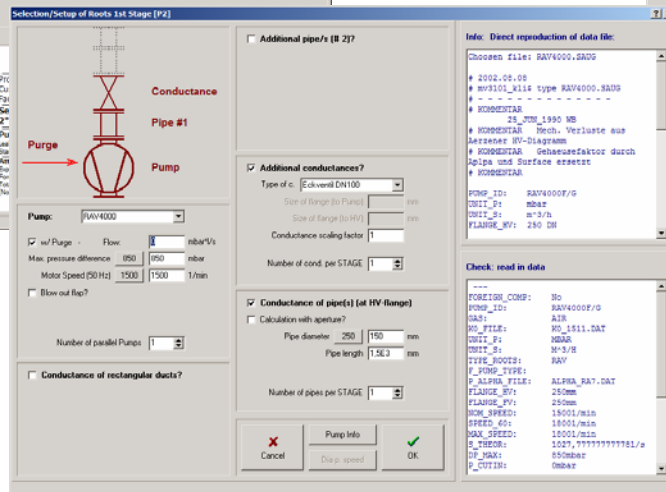 Selection/Setup of Roots 1st Stage [P2]
Conductance
Pipe #1
Purge
Pump
Pump: RAV4000
w/ Purge - Flow: mbar*l/s
Max. pressure difference 850 850 mbar
Motor Speed (50 Hz) 1500 1500 1/min
Blow out flap?
Number of parallel Pumps 1
Conductance of rectangular ducts?
Additional pipe/s (# 2)?
Additional conductances?
Type of c. Eckventil DN100
Size of flange (to Pump) mm
Size of flange (to HV) mm
Conductance scaling factor 1
Number of cond. per STAGE 1
Conductance of pipe(s) (at HV-flange)
Calculation with aperture?
Pipe diameter 250 150 mm
Pipe length 1,5E3 mm
Number of pipes per STAGE 1
Cancel
Pump Info
Dia p. speed
OK
Info: Direct reproduction of data file:
Choosen file: RAV4000.SAUG
# 2002.08.08
# mv3101_kli$ type RAV4000.SAUG
# - - - - - - - - - - - - - -
# KOMMENTAR
25_JUN_1990 WB
# KOMMENTAR Mech. Verluste aus
Aerzener HV-Diagramm
# KOMMENTAR Gehaeusefaktor durch
Aplpa und Surface ersetzt
# KOMMENTAR
PUMP_ID: RAV4000F/G
UNIT_P: mbar
UNIT_S: m^3/h
FLANGE_HV: 250 DN
Check: read in data
---
FOREIGN_COMP: No
PUMP_ID: RAV4000F/G
GAS: AIR
K0_FILE: K0_1511.DAT
UNIT_P: MBAR
UNIT_S: M^3/H
TYPE_ROOTS: RAV
F_PUMP_TYPE:
P_ALPHA_FILE: ALPHA_RA7.DAT
FLANGE_HV: 250mm
FLANGE_FV: 250mm
NOM_SPEED: 15001/min
SPEED_60: 18001/min
MAX_SPEED: 18001/min
S_THEOR: 1027,777777777781/s
DP_MAX: 850mbar
P_CUTIN: 0mbar